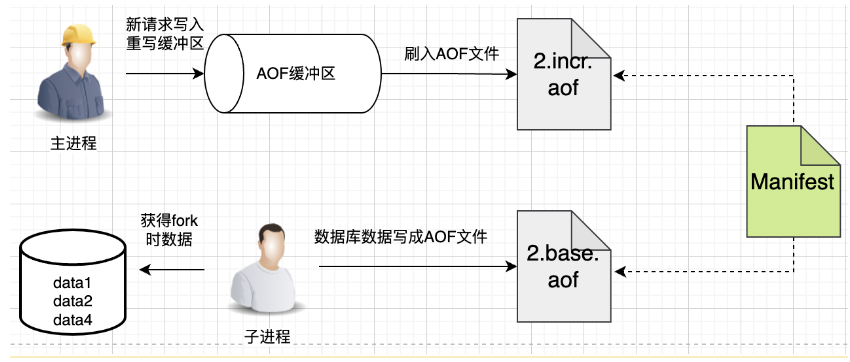 新请求写入
重写缓冲区
主进程
AOF缓冲区
刷入AOF文件
2.incr.
aof
Manifest
获得fork
时数据
data1
data2
data4
子进程
数据库数据写成AOF文件
2.base.
aof